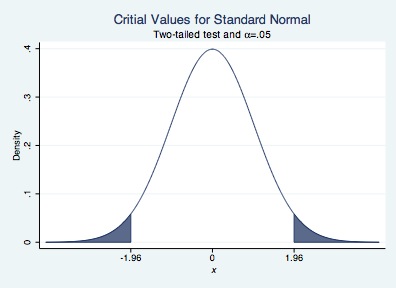 Critial Values for Standard Normal
Two-tailed test and α=.05
.4
.3
.2
.1
0
Density
-1.96 0 1.96
x